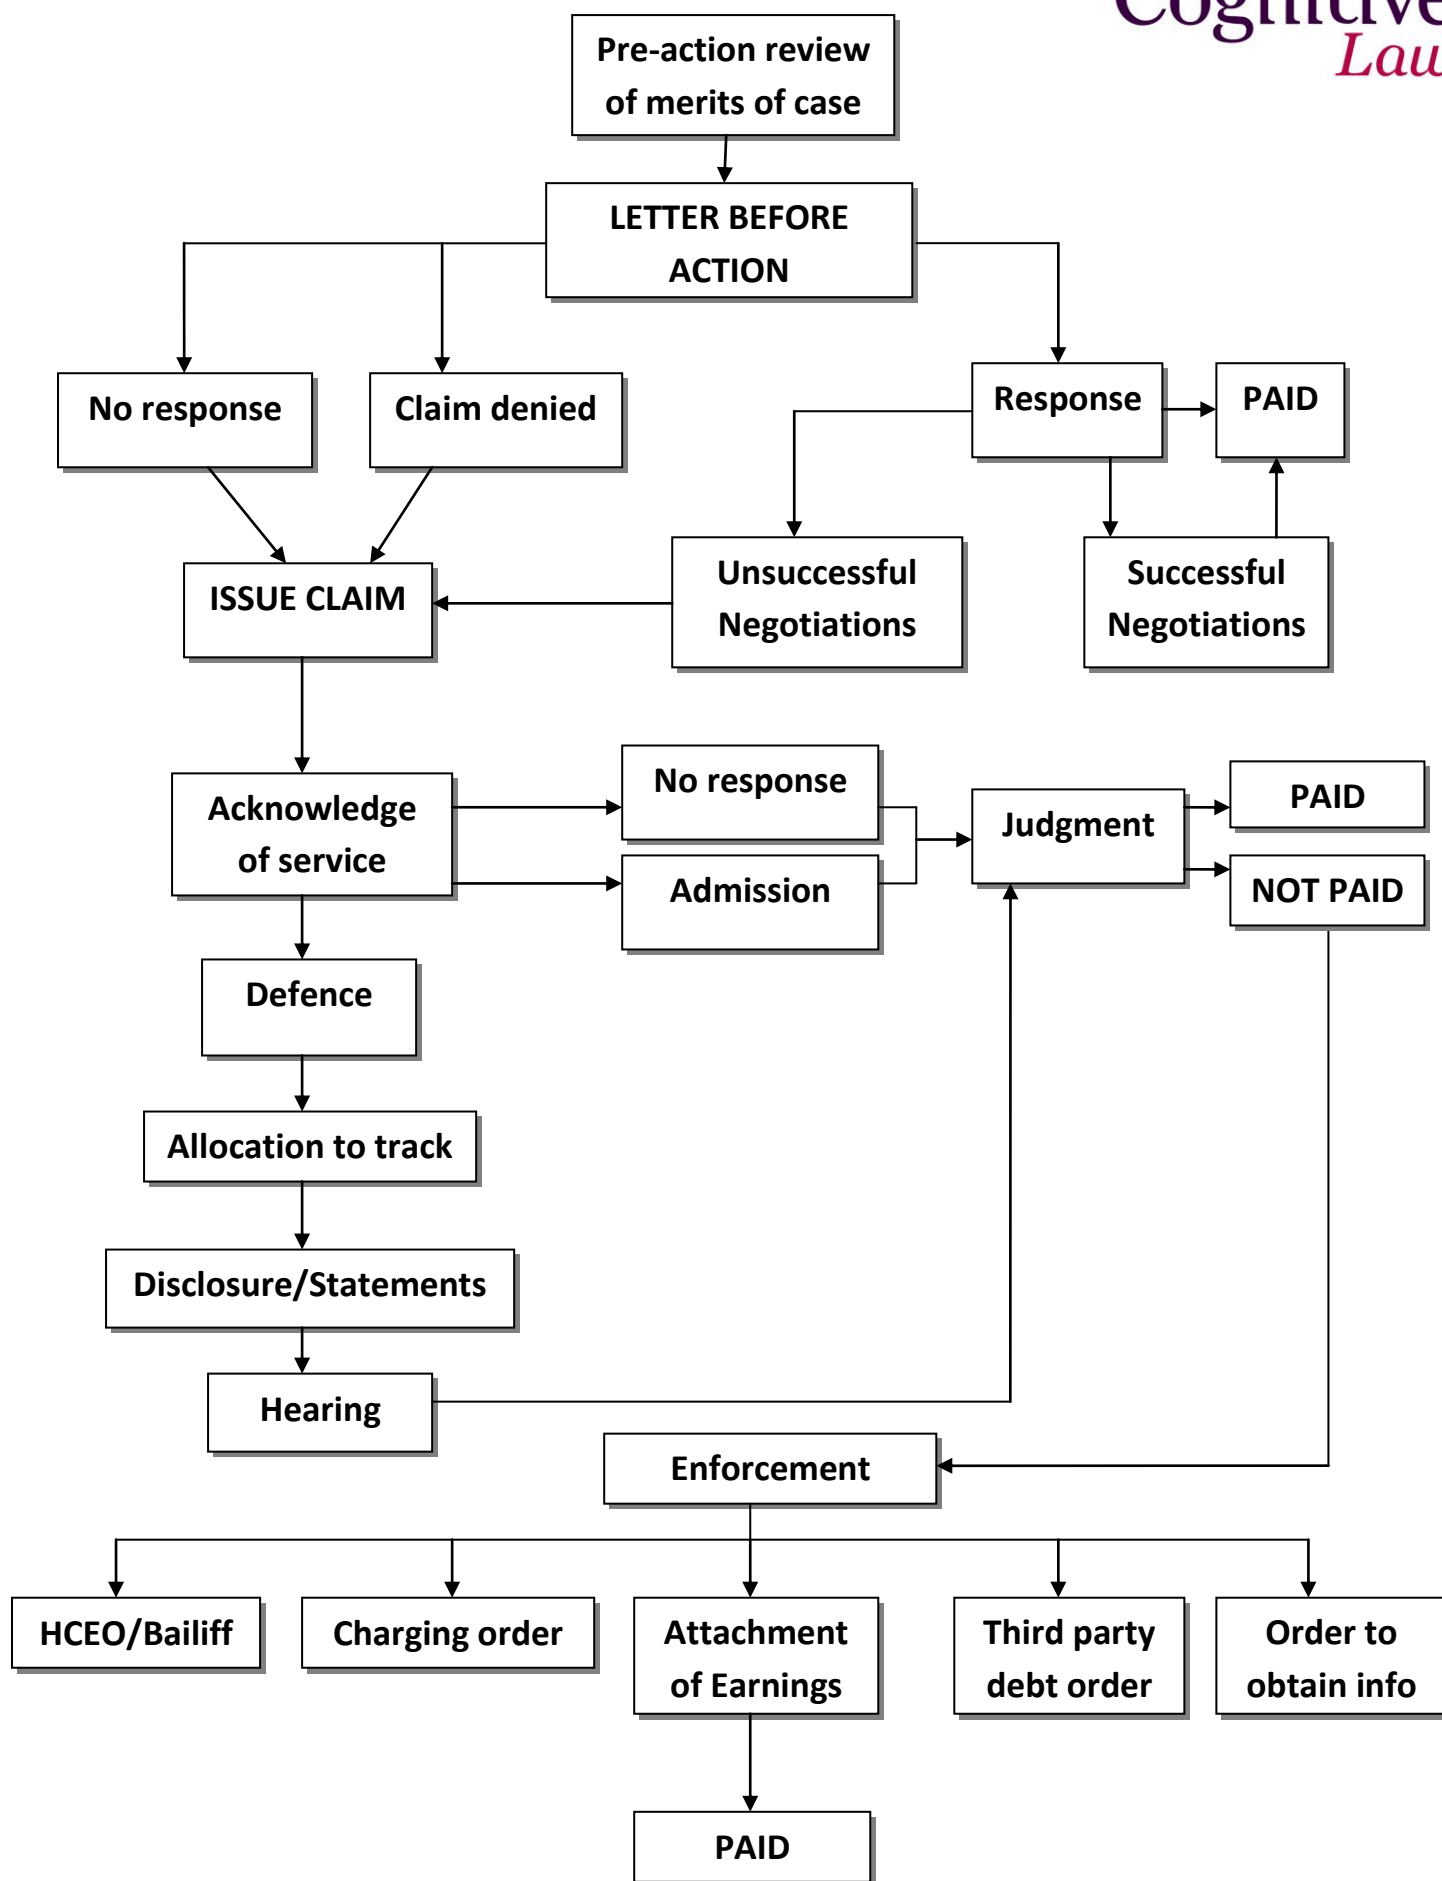 Cognitive
Law
Pre-action review
of merits of case
LETTER BEFORE
ACTION
No response
Claim denied
Response
PAID
Unsuccessful
Negotiations
Successful
Negotiations
ISSUE CLAIM
Acknowledge
of service
No response
Admission
Judgment
PAID
NOT PAID
Defence
Allocation to track
Disclosure/Statements
Hearing
Enforcement
HCEO/Bailiff
Charging order
Attachment
of Earnings
Third party
debt order
Order to
obtain info
PAID